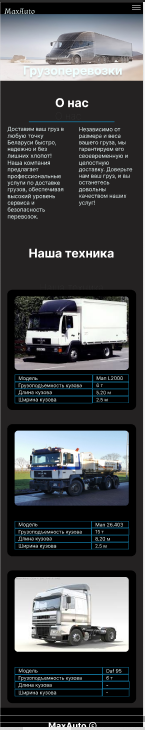 MaxAuto
Грузоперевозки
О нас
Доставим ваш груз в
любую точку
Беларуси быстро,
надежно и без
лишних хлопот!
Наша компания
предлагает
профессиональные
услуги по доставке
грузов, обеспечивая
высокий уровень
сервиса и
безопасность
перевозок.
Независимо от
размера и веса
вашего груза, мы
гарантируем его
своевременную и
целостную
доставку. Доверьте
нам ваш груз, и вы
останетесь
довольны
качеством наших
услуг!
Наша техника
Модель Man L2000
Грузоподъемность кузова 6 т
Длина кузова 5,20 м
Ширина кузова 2.5 м
Модель Man 26.403
Грузоподъемность кузова 15 т
Длина кузова 8,20 м
Ширина кузова 2.5 м
Модель Daf 95
Грузоподъемность кузова 6 т
Длина кузова -
Ширина кузова -
MaxAuto ©